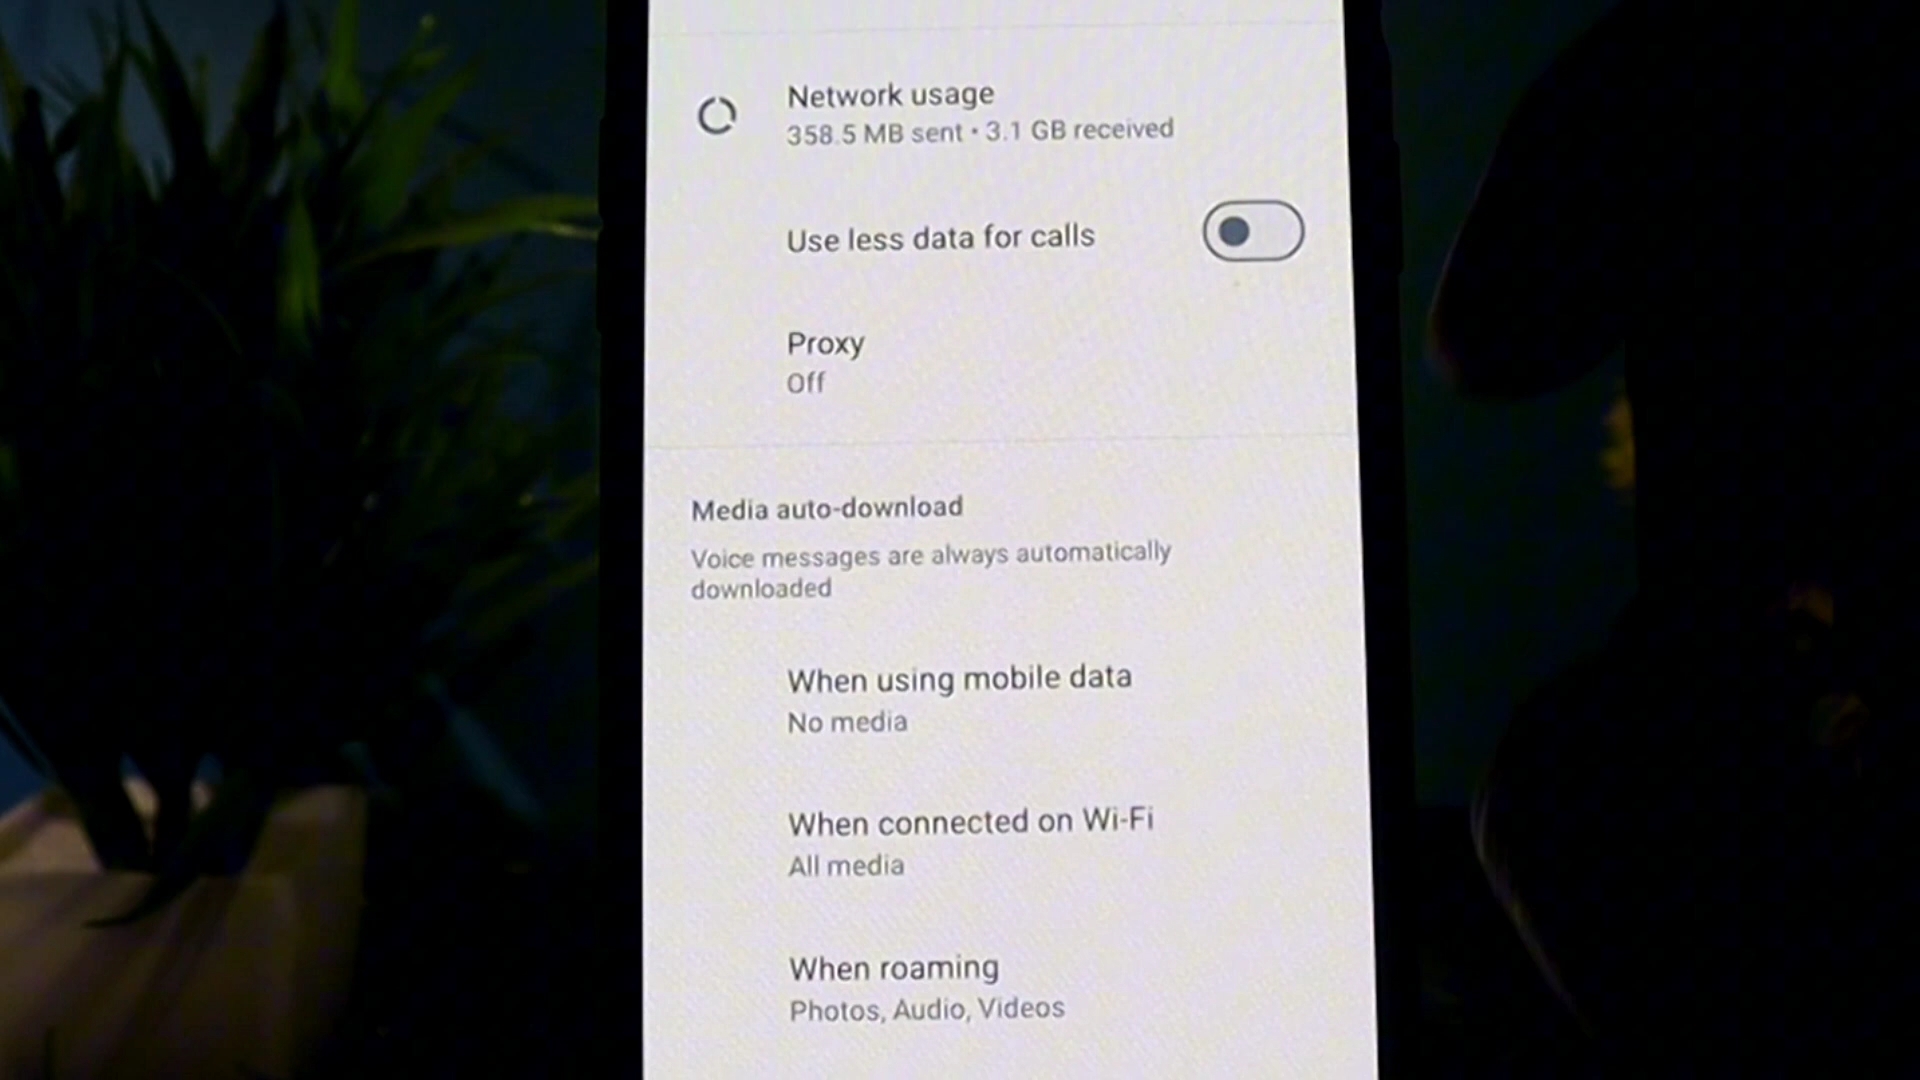 Network usage
358.5 MB sent • 3.1 GB received
Use less data for calls
Proxy
Off
Media auto-download
Voice messages are always automatically
downloaded
When using mobile data
No media
When connected on Wi-Fi
All media
When roaming
Photos, Audio, Videos